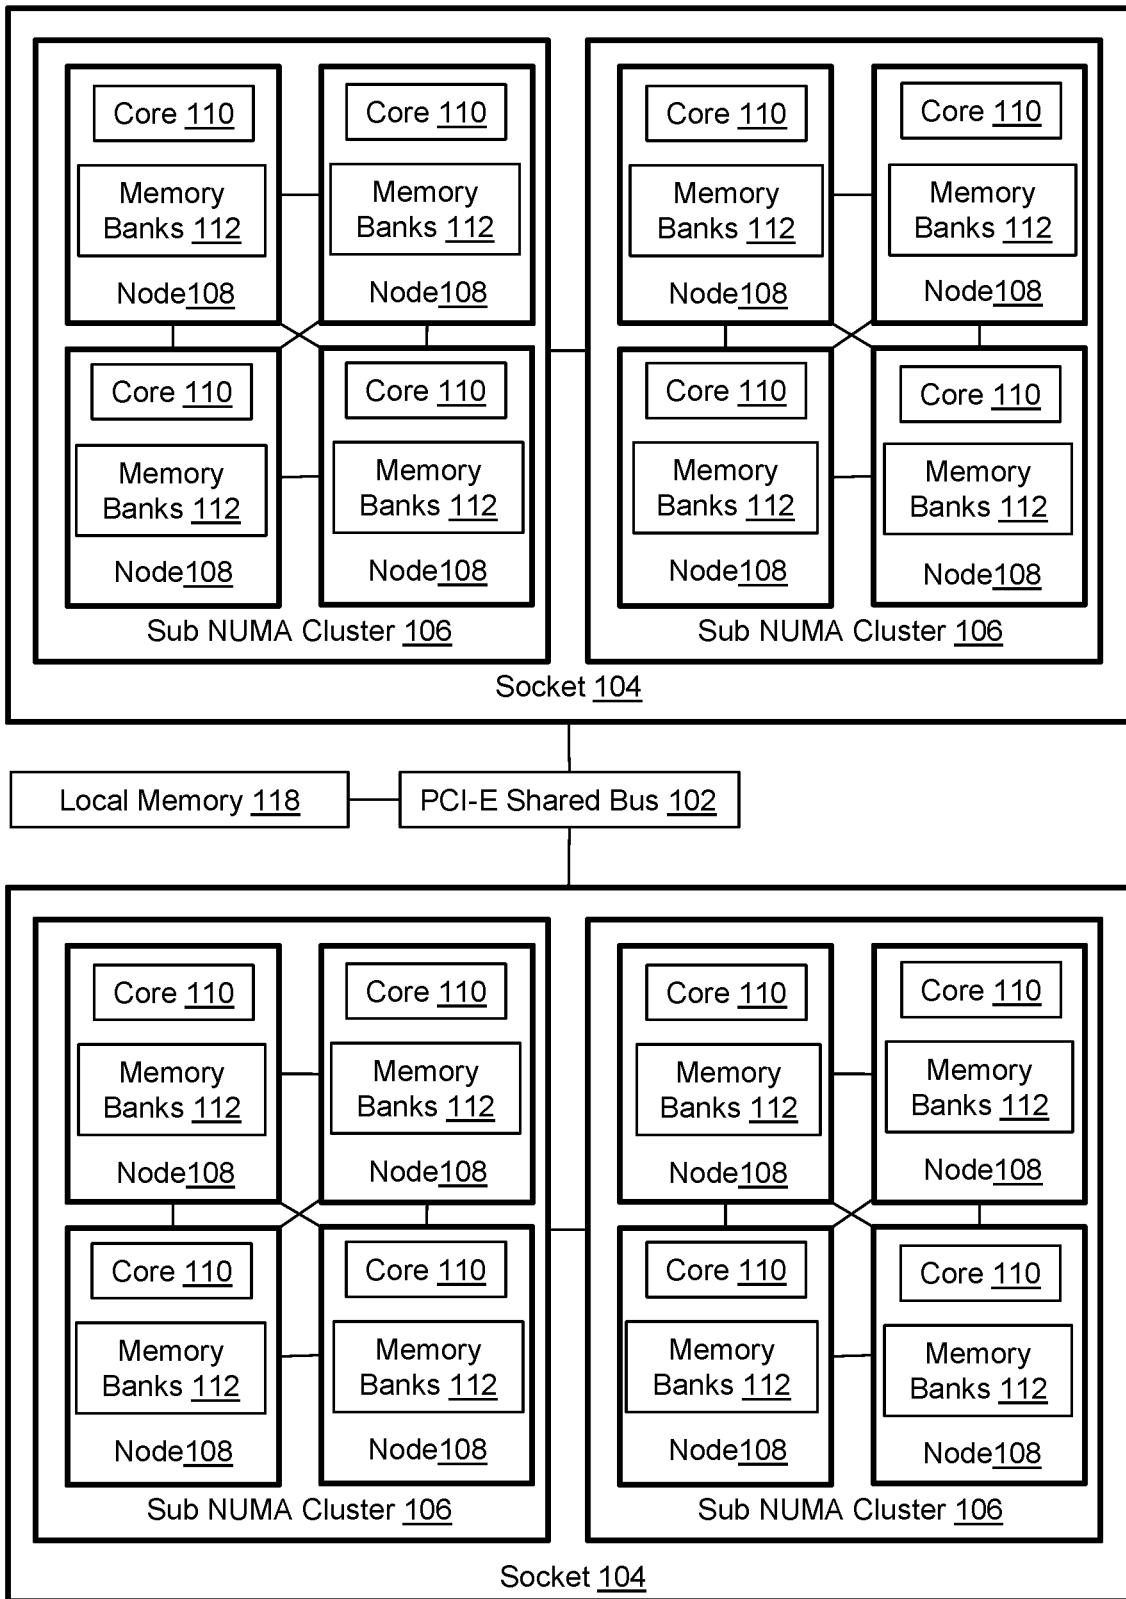 Core 110
Memory
Banks 112
Node108
Core 110
Memory
Banks 112
Node108
Core 110
Memory
Banks 112
Node108
Core 110
Memory
Banks 112
Node108
Sub NUMA Cluster 106
Core 110
Memory
Banks 112
Node108
Core 110
Memory
Banks 112
Node108
Core 110
Memory
Banks 112
Node108
Core 110
Memory
Banks 112
Node108
Sub NUMA Cluster 106
Socket 104
Local Memory 118
PCI-E Shared Bus 102
Core 110
Memory
Banks 112
Node108
Core 110
Memory
Banks 112
Node108
Core 110
Memory
Banks 112
Node108
Core 110
Memory
Banks 112
Node108
Sub NUMA Cluster 106
Core 110
Memory
Banks 112
Node108
Core 110
Memory
Banks 112
Node108
Core 110
Memory
Banks 112
Node108
Core 110
Memory
Banks 112
Node108
Sub NUMA Cluster 106
Socket 104